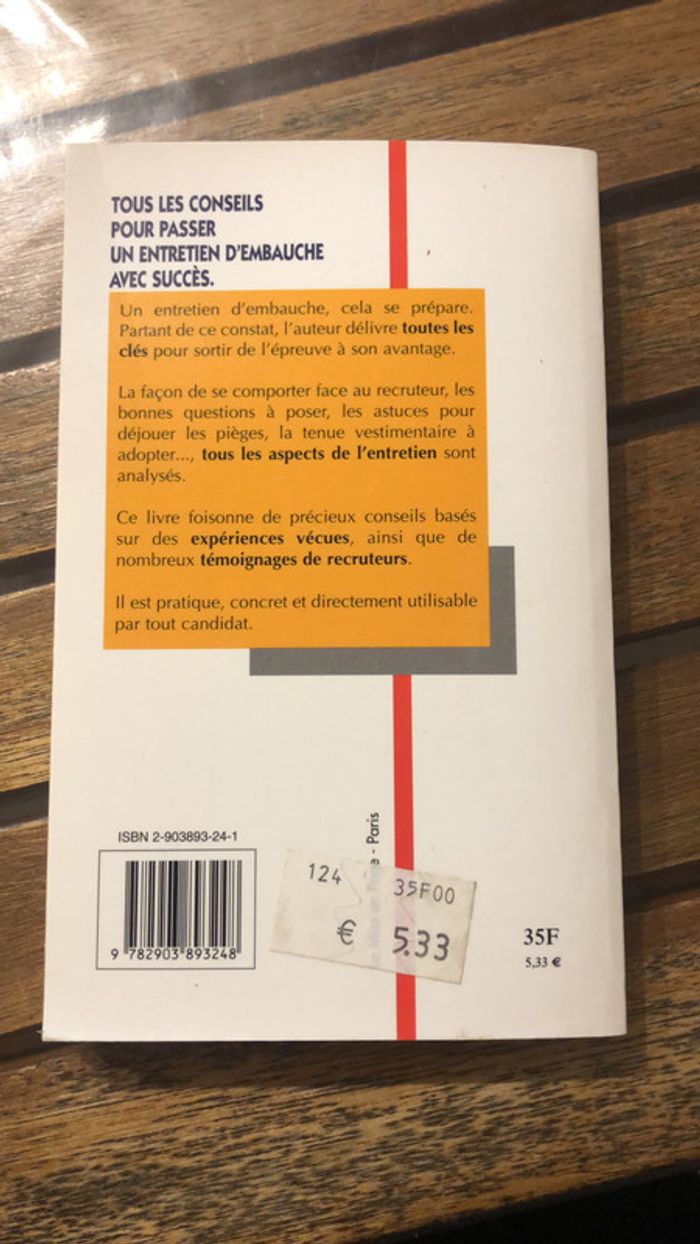 TOUS LES CONSEILS
POUR PASSER
UN ENTRETIEN D'EMBAUCHE
AVEC SUCCÈS.
Un entretien d'embauche, cela se prépare.
Partant de ce constat, l'auteur délivre toutes les
clés pour sortir de l'épreuve à son avantage.
La façon de se comporter face au recruteur, les
bonnes questions à poser, les astuces pour
déjouer les pièges, la tenue vestimentaire à
adopter..., tous les aspects de l'entretien sont
analysés.
Ce livre foisonne de précieux conseils basés
sur des expériences vécues, ainsi que de
nombreux témoignages de recruteurs.
Il est pratique, concret et directement utilisable
par tout candidat.
ISBN 2-903893-24-1
9 782903 893248
- Paris
124 35F00
€ 5.33
35F
5,33 €